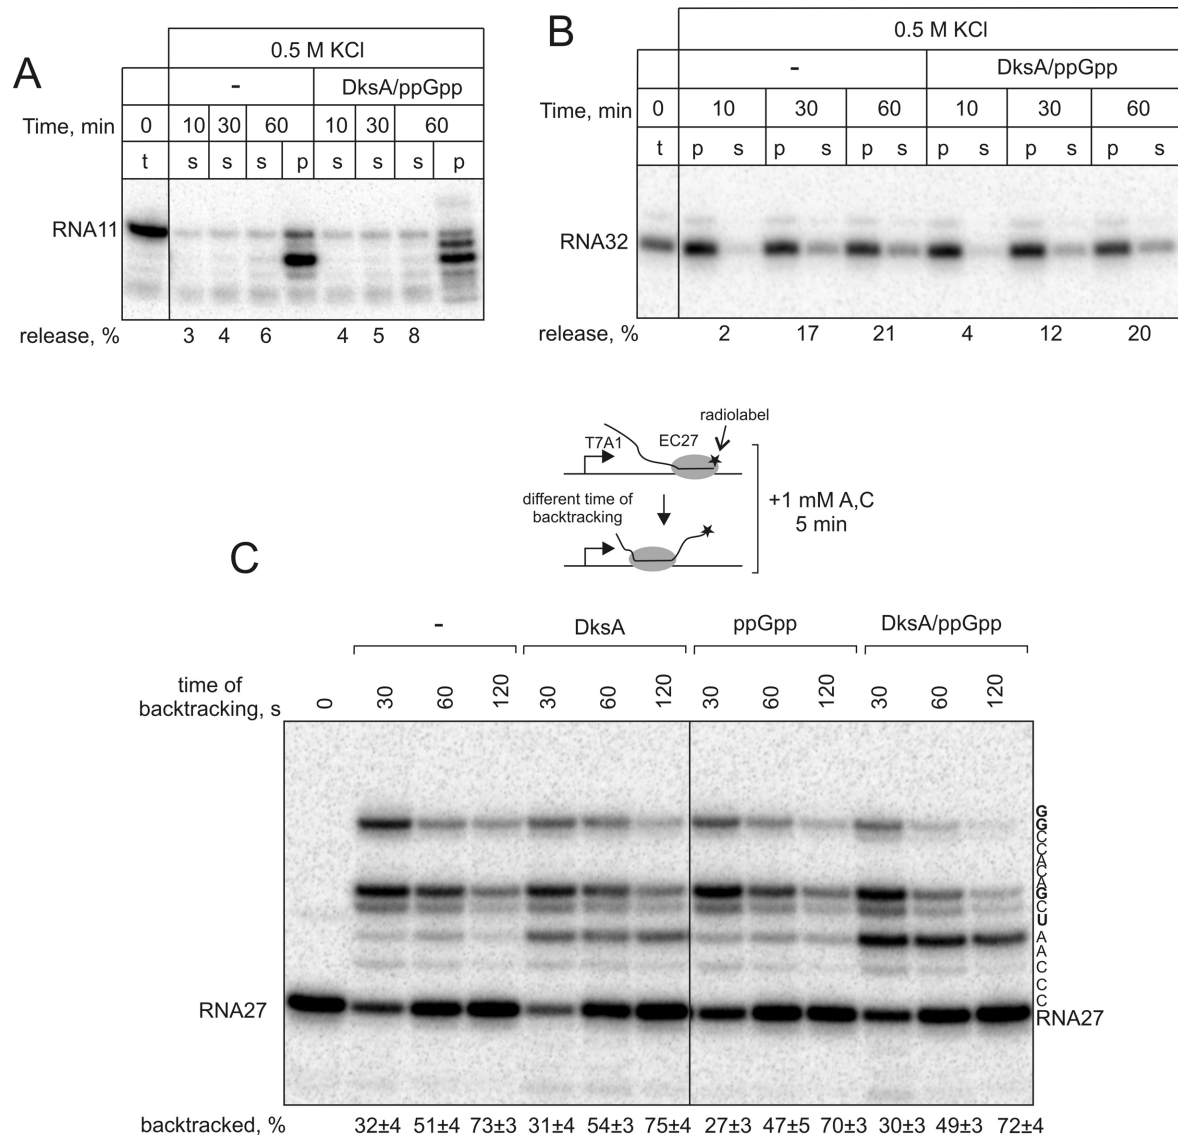 A
0.5 M KCl
- DksA/ppGpp
Time, min 0 10 30 60 10 30 60
t s s s p s s s p
RNA11
release, % 3 4 6 4 5 8
B
0.5 M KCl
- DksA/ppGpp
Time, min 0 10 30 60 10 30 60
t p s p s p s p s p s p s
RNA32
release, % 2 17 21 4 12 20
radiolabel
T7A1 EC27
different time of
backtracking
+1 mM A,C
5 min
C
- DksA ppGpp DksA/ppGpp
time of
backtracking, s 0 30 60 120 30 60 120 30 60 120 30 60 120
G
G
C
C
A
C
A
G
C
U
A
A
C
C
C
RNA27 RNA27
backtracked, % 32±4 51±4 73±3 31±4 54±3 75±4 27±3 47±5 70±3 30±3 49±3 72±4